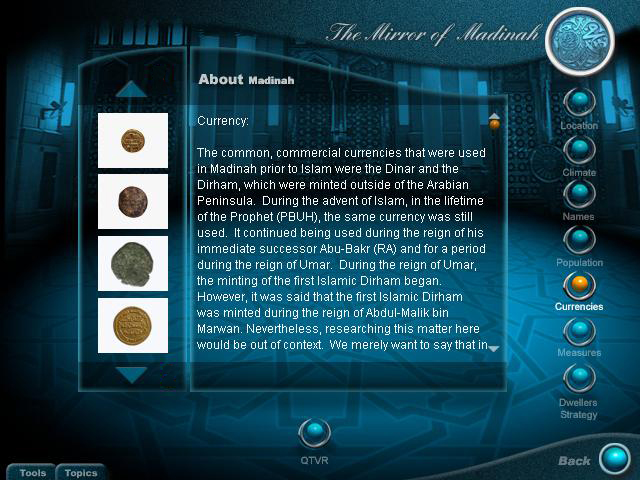 The Mirror of Madinah
About Madinah
Currency:
The common, commercial currencies that were used
in Madinah prior to Islam were the Dinar and the
Dirham, which were minted outside of the Arabian
Peninsula.  During the advent of Islam, in the lifetime
of the Prophet (PBUH), the same currency was still
used.  It continued being used during the reign of his
immediate successor Abu-Bakr (RA) and for a period
during the reign of Umar.  During the reign of Umar,
the minting of the first Islamic Dirham began.
However, it was said that the first Islamic Dirham
was minted during the reign of Abdul-Malik bin
Marwan. Nevertheless, researching this matter here
would be out of context.  We merely want to say that in
Location
Climate
Names
Population
Currencies
Measures
Dwellers
Strategy
QTVR
Back
Tools
Topics